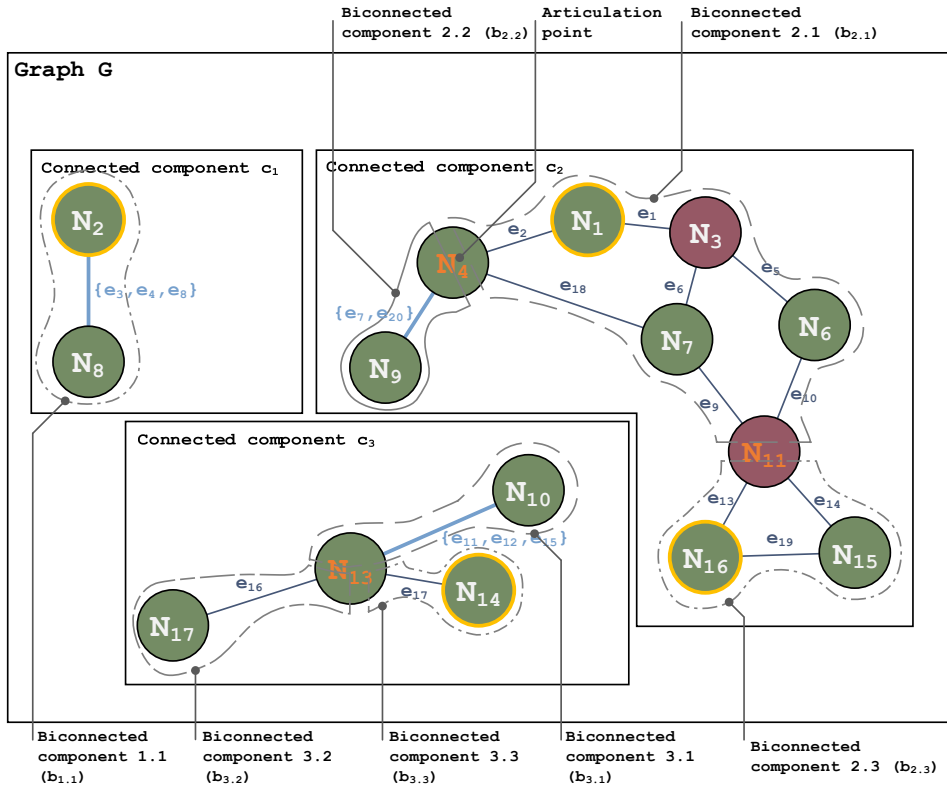 Biconnected
component 2.2 (b₂.₂)
Articulation
point
Biconnected
component 2.1 (b₂.₁)
Graph G
Connected component c₁
N₂
{e₃,e₄,e₈}
N₈
Connected component c₂
N₁
e₁
N₃
e₂
N₄
e₅
e₁₈
e₆
{e₇,e₂₀}
N₇
N₆
N₉
e₉
e₁₀
N₁₁
e₁₃
e₁₄
e₁₉
N₁₆
N₁₅
Connected component c₃
N₁₀
{e₁₁,e₁₂,e₁₅}
N₁₃
e₁₆
e₁₇
N₁₄
N₁₇
Biconnected
component 1.1
(b₁.₁)
Biconnected
component 3.2
(b₃.₂)
Biconnected
component 3.3
(b₃.₃)
Biconnected
component 3.1
(b₃.₁)
Biconnected
component 2.3 (b₂.₃)